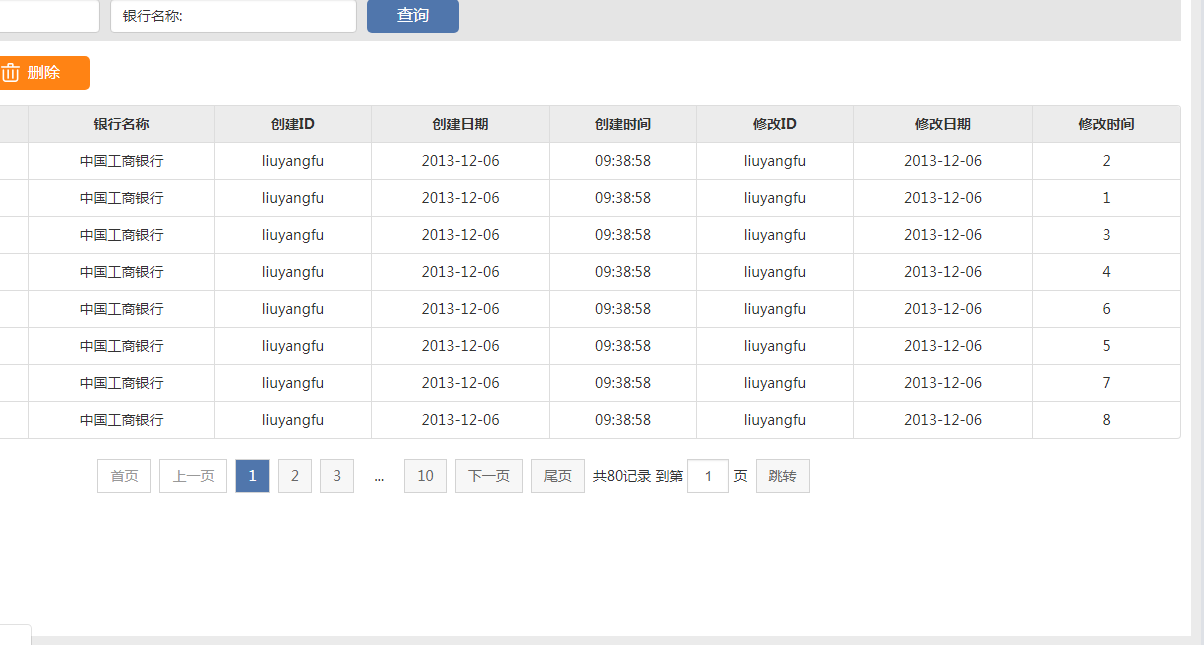 银行名称: 查询
删除
银行名称 创建ID 创建日期 创建时间 修改ID 修改日期 修改时间
中国工商银行 liuyangfu 2013-12-06 09:38:58 liuyangfu 2013-12-06 2
中国工商银行 liuyangfu 2013-12-06 09:38:58 liuyangfu 2013-12-06 1
中国工商银行 liuyangfu 2013-12-06 09:38:58 liuyangfu 2013-12-06 3
中国工商银行 liuyangfu 2013-12-06 09:38:58 liuyangfu 2013-12-06 4
中国工商银行 liuyangfu 2013-12-06 09:38:58 liuyangfu 2013-12-06 6
中国工商银行 liuyangfu 2013-12-06 09:38:58 liuyangfu 2013-12-06 5
中国工商银行 liuyangfu 2013-12-06 09:38:58 liuyangfu 2013-12-06 7
中国工商银行 liuyangfu 2013-12-06 09:38:58 liuyangfu 2013-12-06 8
首页 上一页 1 2 3 ... 10 下一页 尾页 共80记录 到第 1 页 跳转